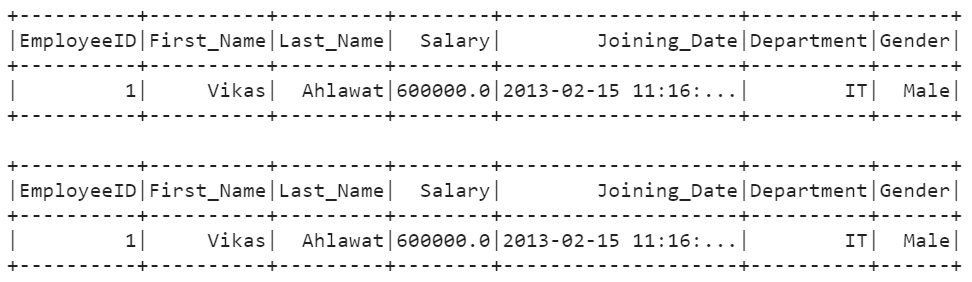 +----------+----------+---------+--------+--------------------+----------+------+
|EmployeeID|First_Name|Last_Name|  Salary|        Joining_Date|Department|Gender|
+----------+----------+---------+--------+--------------------+----------+------+
|         1|     Vikas|  Ahlawat|600000.0|2013-02-15 11:16:...|        IT|  Male|
+----------+----------+---------+--------+--------------------+----------+------+

+----------+----------+---------+--------+--------------------+----------+------+
|EmployeeID|First_Name|Last_Name|  Salary|        Joining_Date|Department|Gender|
+----------+----------+---------+--------+--------------------+----------+------+
|         1|     Vikas|  Ahlawat|600000.0|2013-02-15 11:16:...|        IT|  Male|
+----------+----------+---------+--------+--------------------+----------+------+